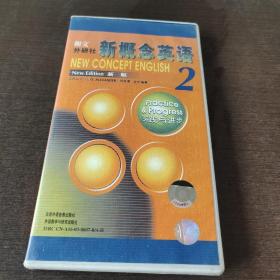 朗文
外研社
新概念英语
NEW CONCEPT ENGLISH
New Edition 新版
2
Practice
& Progress
实践与进步
北京外语音像出版社
外语教学与研究出版社